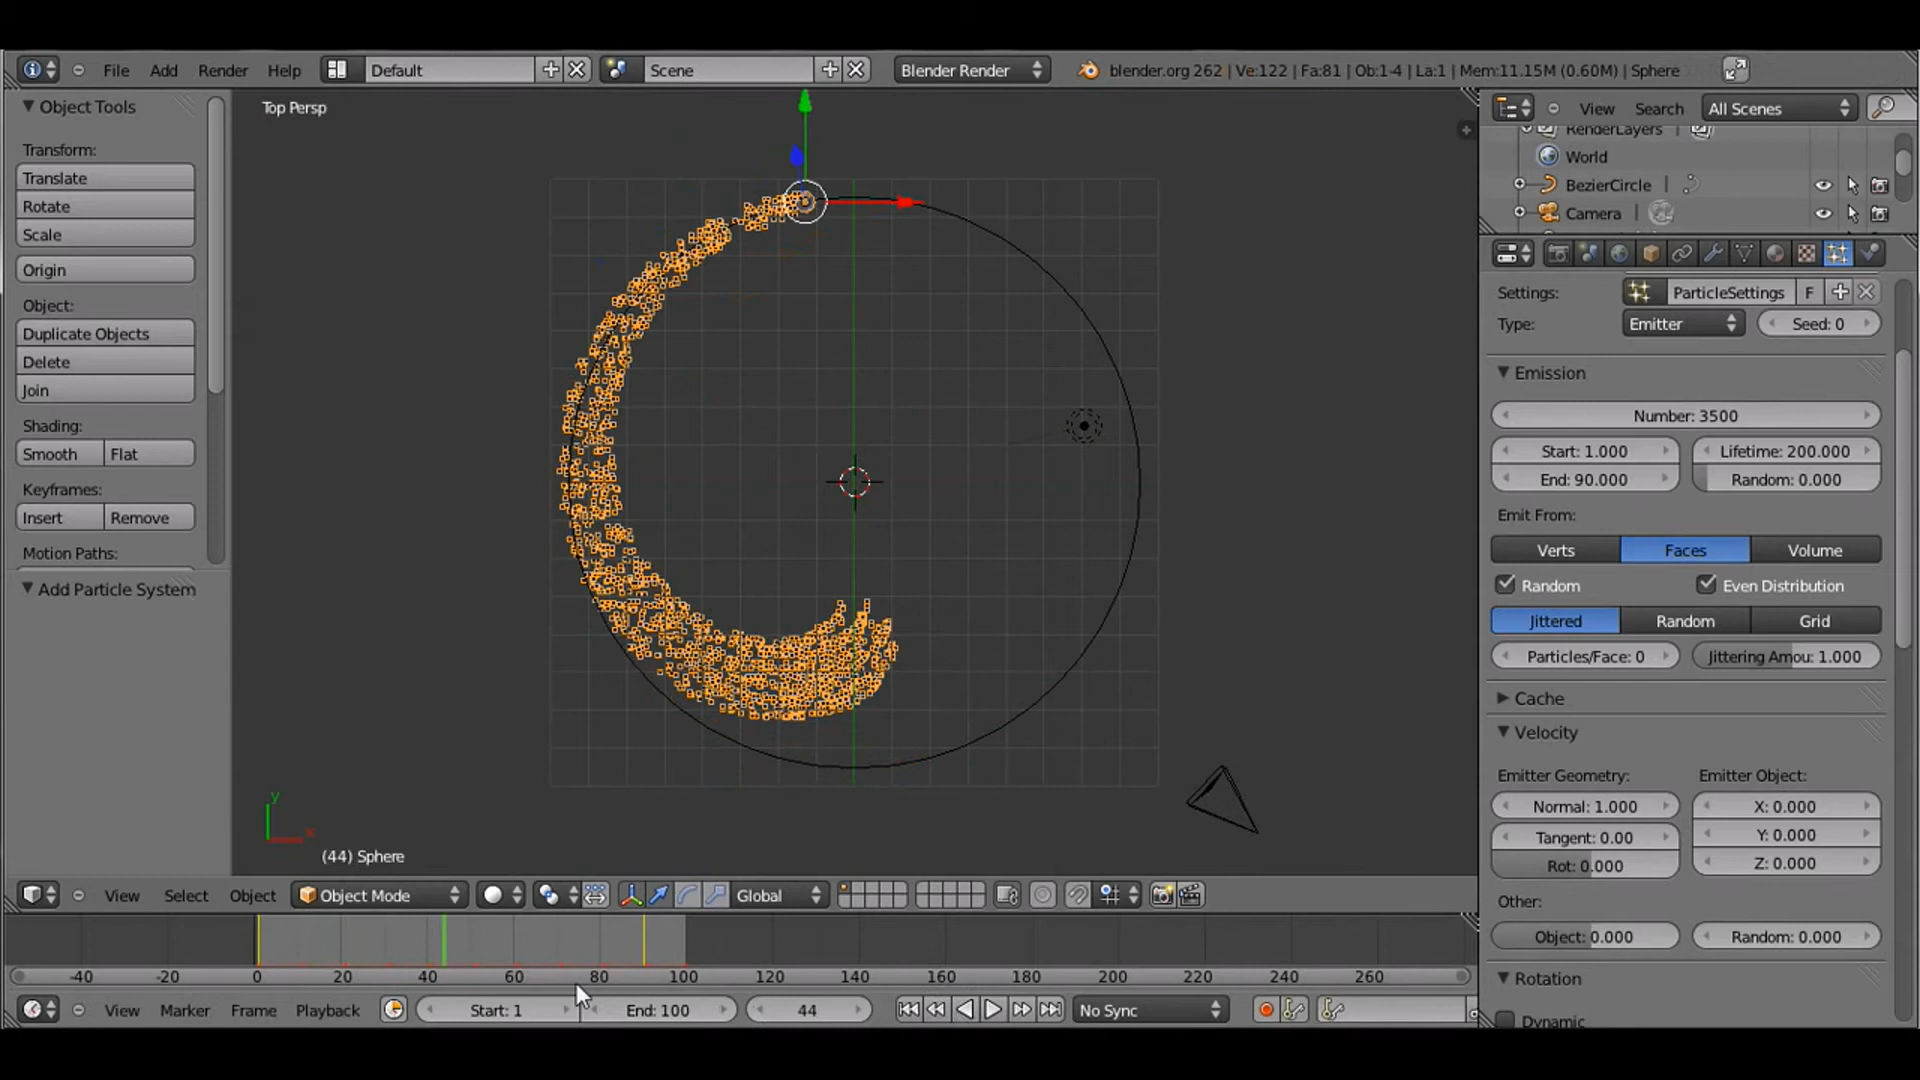 File Add Render Help Default Scene Blender Render blender.org 262 | Ve:122 | Fa:81 | Ob:1-4 | La:1 | Mem:11.15M (0.60M) | Sphere
Object Tools
Transform:
Translate
Rotate
Scale
Origin
Object:
Duplicate Objects
Delete
Join
Shading:
Smooth Flat
Keyframes:
Insert Remove
Motion Paths:
Add Particle System
Top Persp
y
x
(44) Sphere
View Search All Scenes
RenderLayers
World
BezierCircle
Camera
Settings: ParticleSettings F
Type: Emitter Seed: 0
Emission
Number: 3500
Start: 1.000 Lifetime: 200.000
End: 90.000 Random: 0.000
Emit From:
Verts Faces Volume
Random Even Distribution
Jittered Random Grid
Particles/Face: 0 Jittering Amou: 1.000
Cache
Velocity
Emitter Geometry: Emitter Object:
Normal: 1.000 X: 0.000
Tangent: 0.00 Y: 0.000
Rot: 0.000 Z: 0.000
Other:
Object: 0.000 Random: 0.000
Rotation
Dynamic
View Select Object Object Mode Global
-40 -20 0 20 40 60 80 100 120 140 160 180 200 220 240 260
View Marker Frame Playback Start: 1 End: 100 44 No Sync